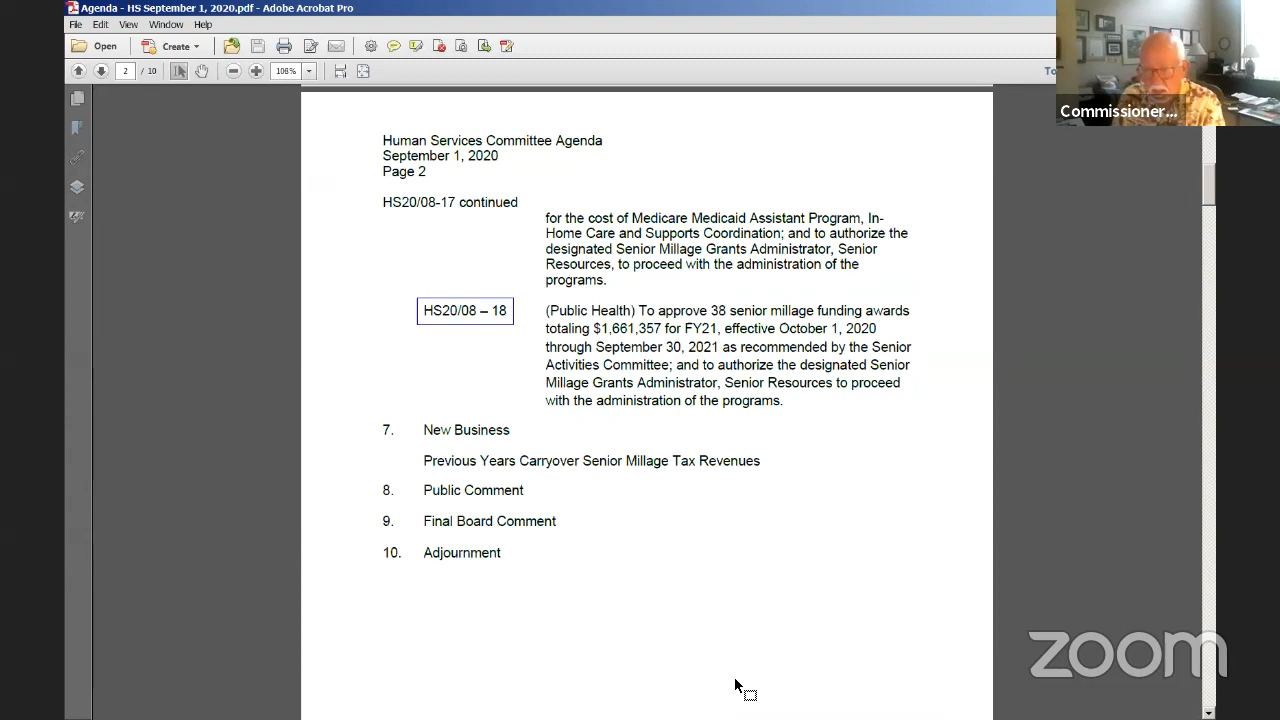 Agenda - HS September 1, 2020.pdf - Adobe Acrobat Pro
File Edit View Window Help
Open Create
2 / 10 106% To
Commissioner...
Human Services Committee Agenda
September 1, 2020
Page 2
HS20/08-17 continued
for the cost of Medicare Medicaid Assistant Program, In-
Home Care and Supports Coordination; and to authorize the
designated Senior Millage Grants Administrator, Senior
Resources, to proceed with the administration of the
programs.
HS20/08 – 18 (Public Health) To approve 38 senior millage funding awards
totaling $1,661,357 for FY21, effective October 1, 2020
through September 30, 2021 as recommended by the Senior
Activities Committee; and to authorize the designated Senior
Millage Grants Administrator, Senior Resources to proceed
with the administration of the programs.
7. New Business
Previous Years Carryover Senior Millage Tax Revenues
8. Public Comment
9. Final Board Comment
10. Adjournment
zoom